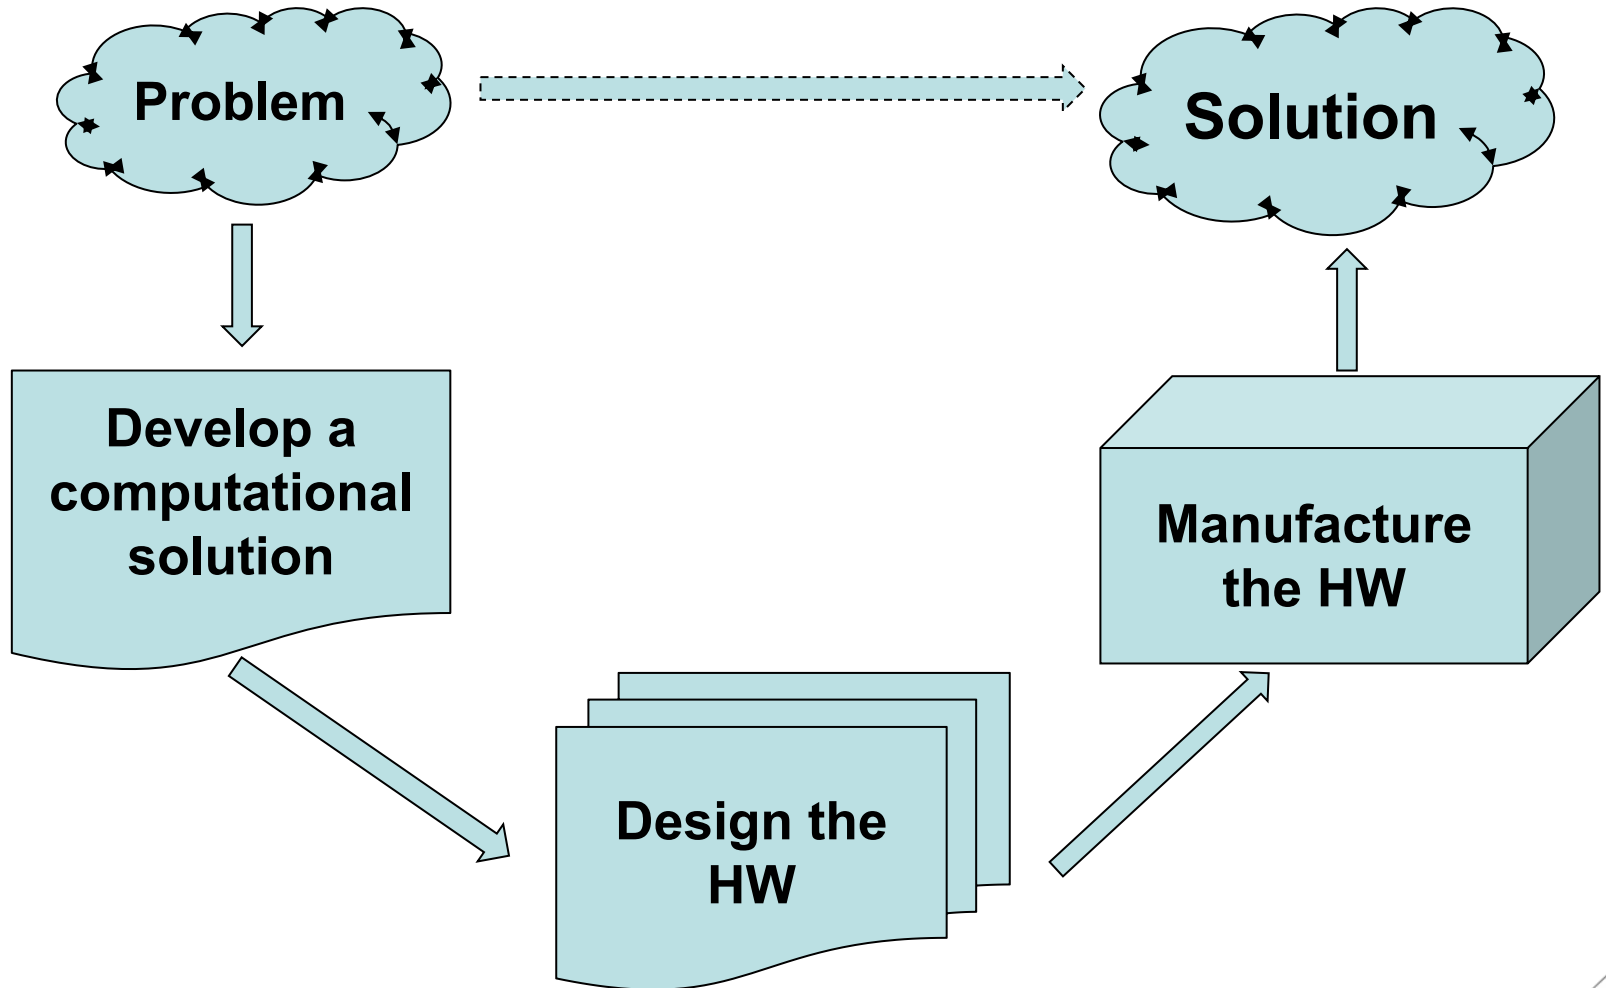 Problem
Solution
Develop a
computational
solution
Manufacture
the HW
Design the
HW